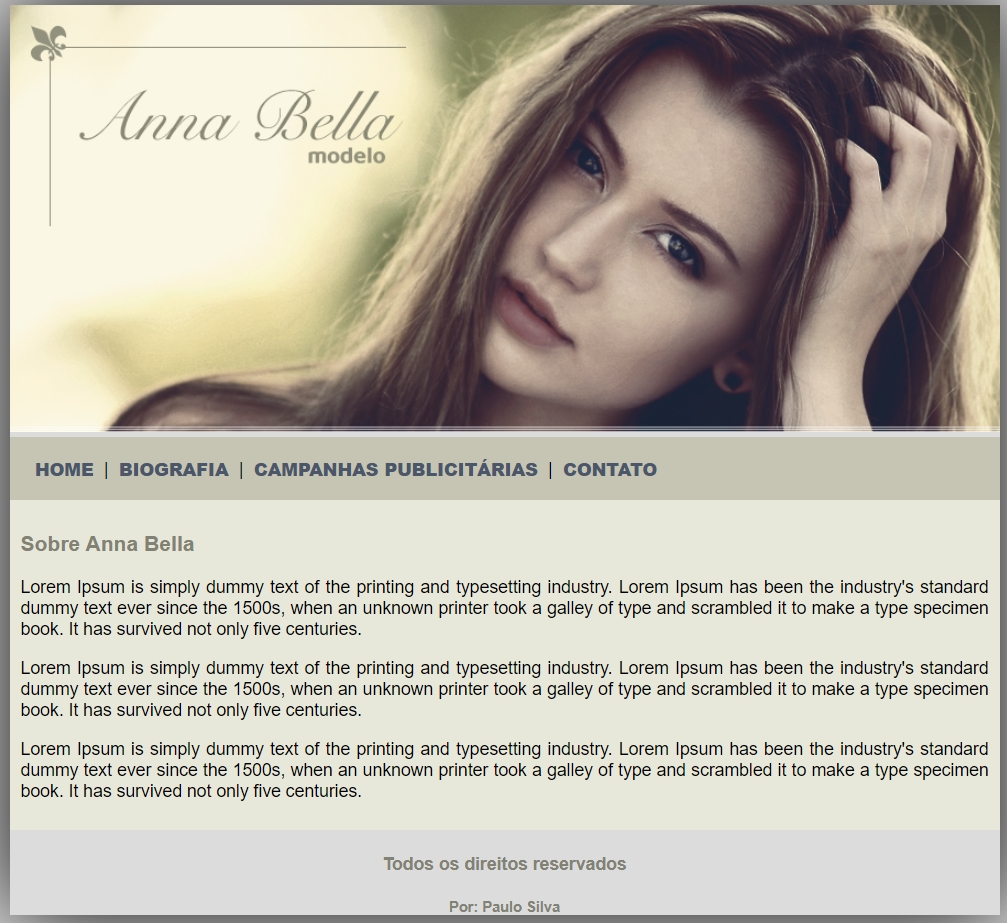 Anna Bella
modelo
HOME | BIOGRAFIA | CAMPANHAS PUBLICITÁRIAS | CONTATO
Sobre Anna Bella
Lorem Ipsum is simply dummy text of the printing and typesetting industry. Lorem Ipsum has been the industry's standard
dummy text ever since the 1500s, when an unknown printer took a galley of type and scrambled it to make a type specimen
book. It has survived not only five centuries.
Lorem Ipsum is simply dummy text of the printing and typesetting industry. Lorem Ipsum has been the industry's standard
dummy text ever since the 1500s, when an unknown printer took a galley of type and scrambled it to make a type specimen
book. It has survived not only five centuries.
Lorem Ipsum is simply dummy text of the printing and typesetting industry. Lorem Ipsum has been the industry's standard
dummy text ever since the 1500s, when an unknown printer took a galley of type and scrambled it to make a type specimen
book. It has survived not only five centuries.
Todos os direitos reservados
Por: Paulo Silva